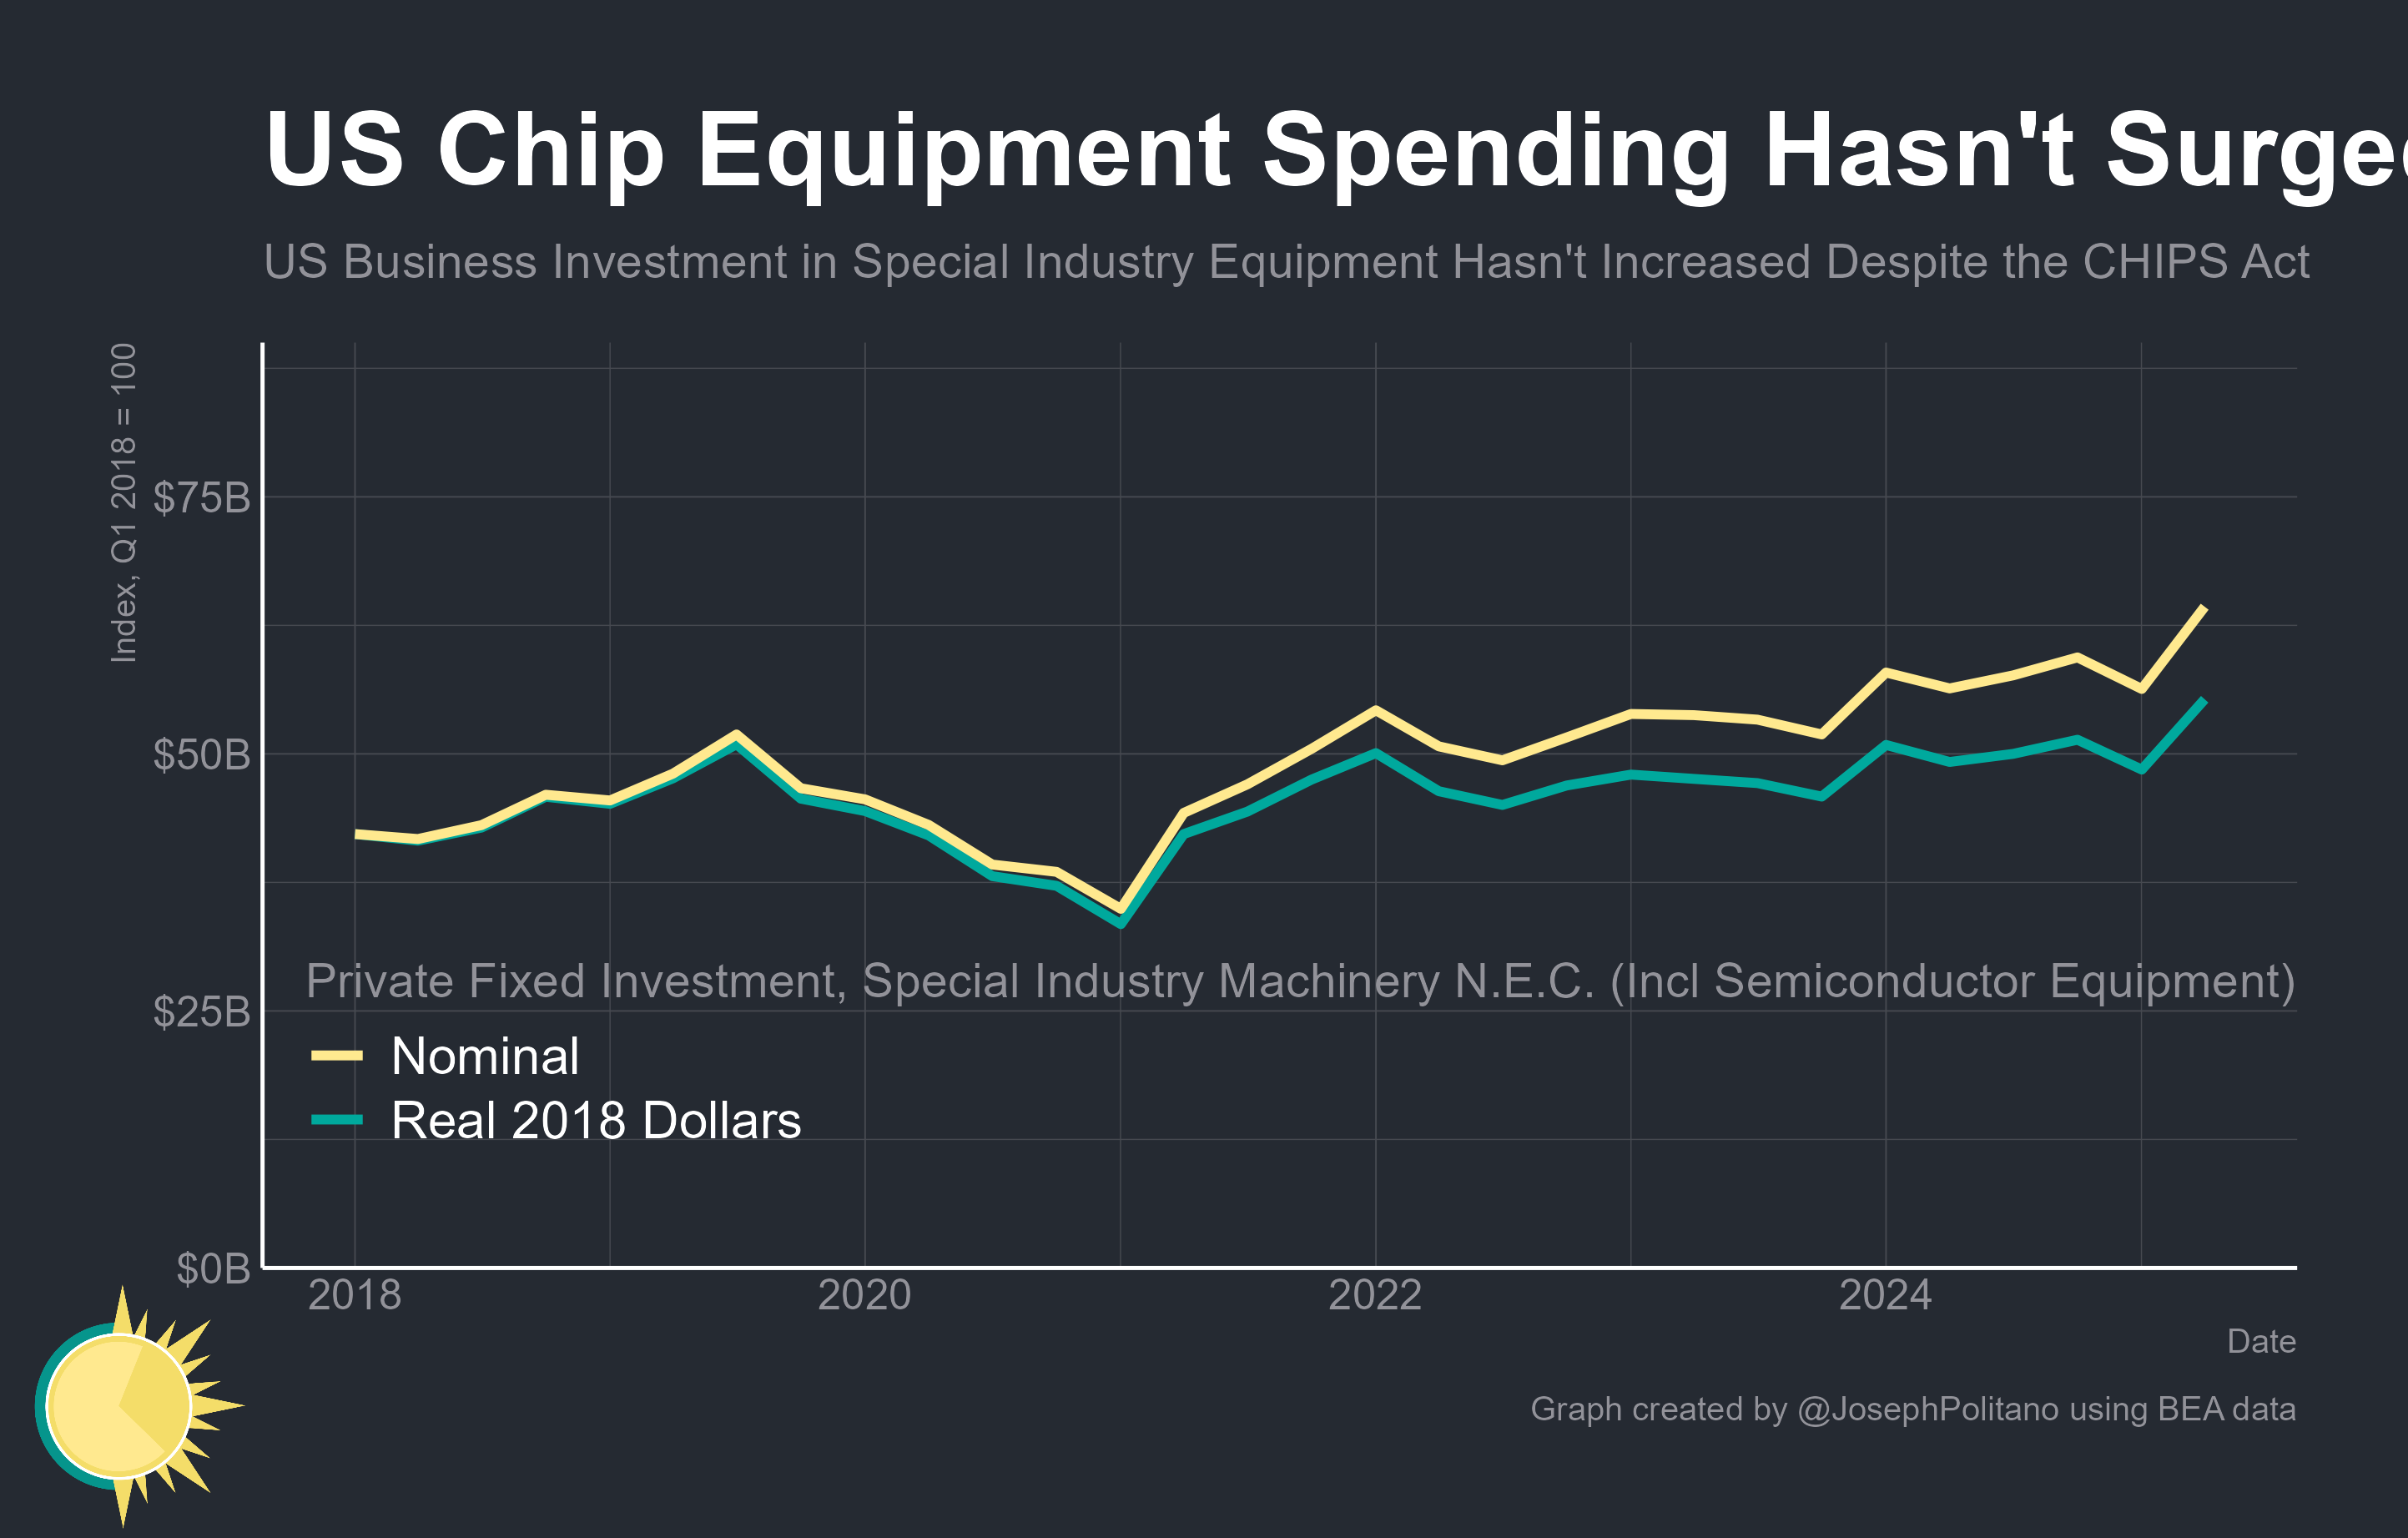 US Chip Equipment Spending Hasn't Surge
US Business Investment in Special Industry Equipment Hasn't Increased Despite the CHIPS Act
Index, Q1 2018 = 100
$75B
$50B
$25B
$0B
Private Fixed Investment, Special Industry Machinery N.E.C. (Incl Semiconductor Equipment)
Nominal
Real 2018 Dollars
2018 2020 2022 2024
Date
Graph created by @JosephPolitano using BEA data